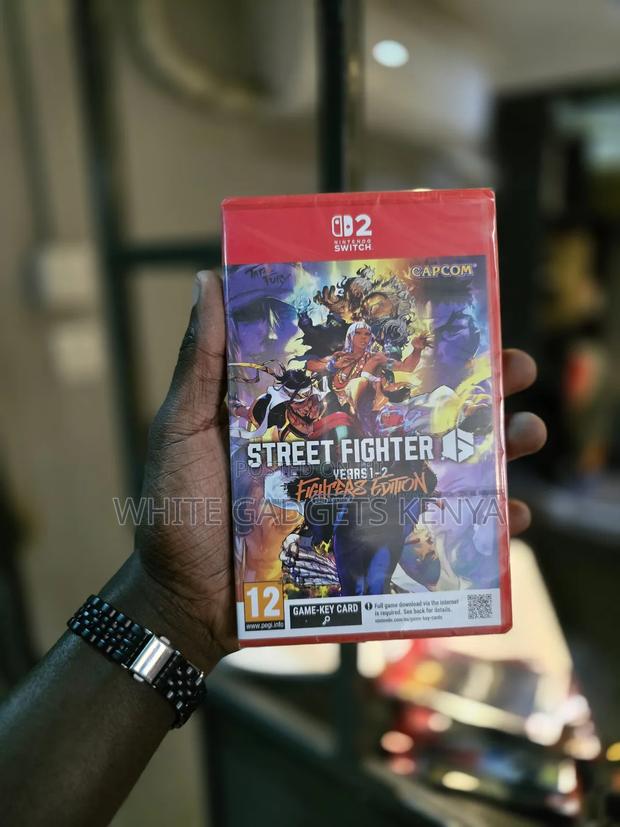 2
NINTENDO
SWITCH
CAPCOM
STREET FIGHTER 6
YEARS 1-2
FIGHTERS EDITION
WHITE GADGETS KENYA
12
www.pegi.info
GAME-KEY CARD
Full game download via the internet
is required. See back for details.